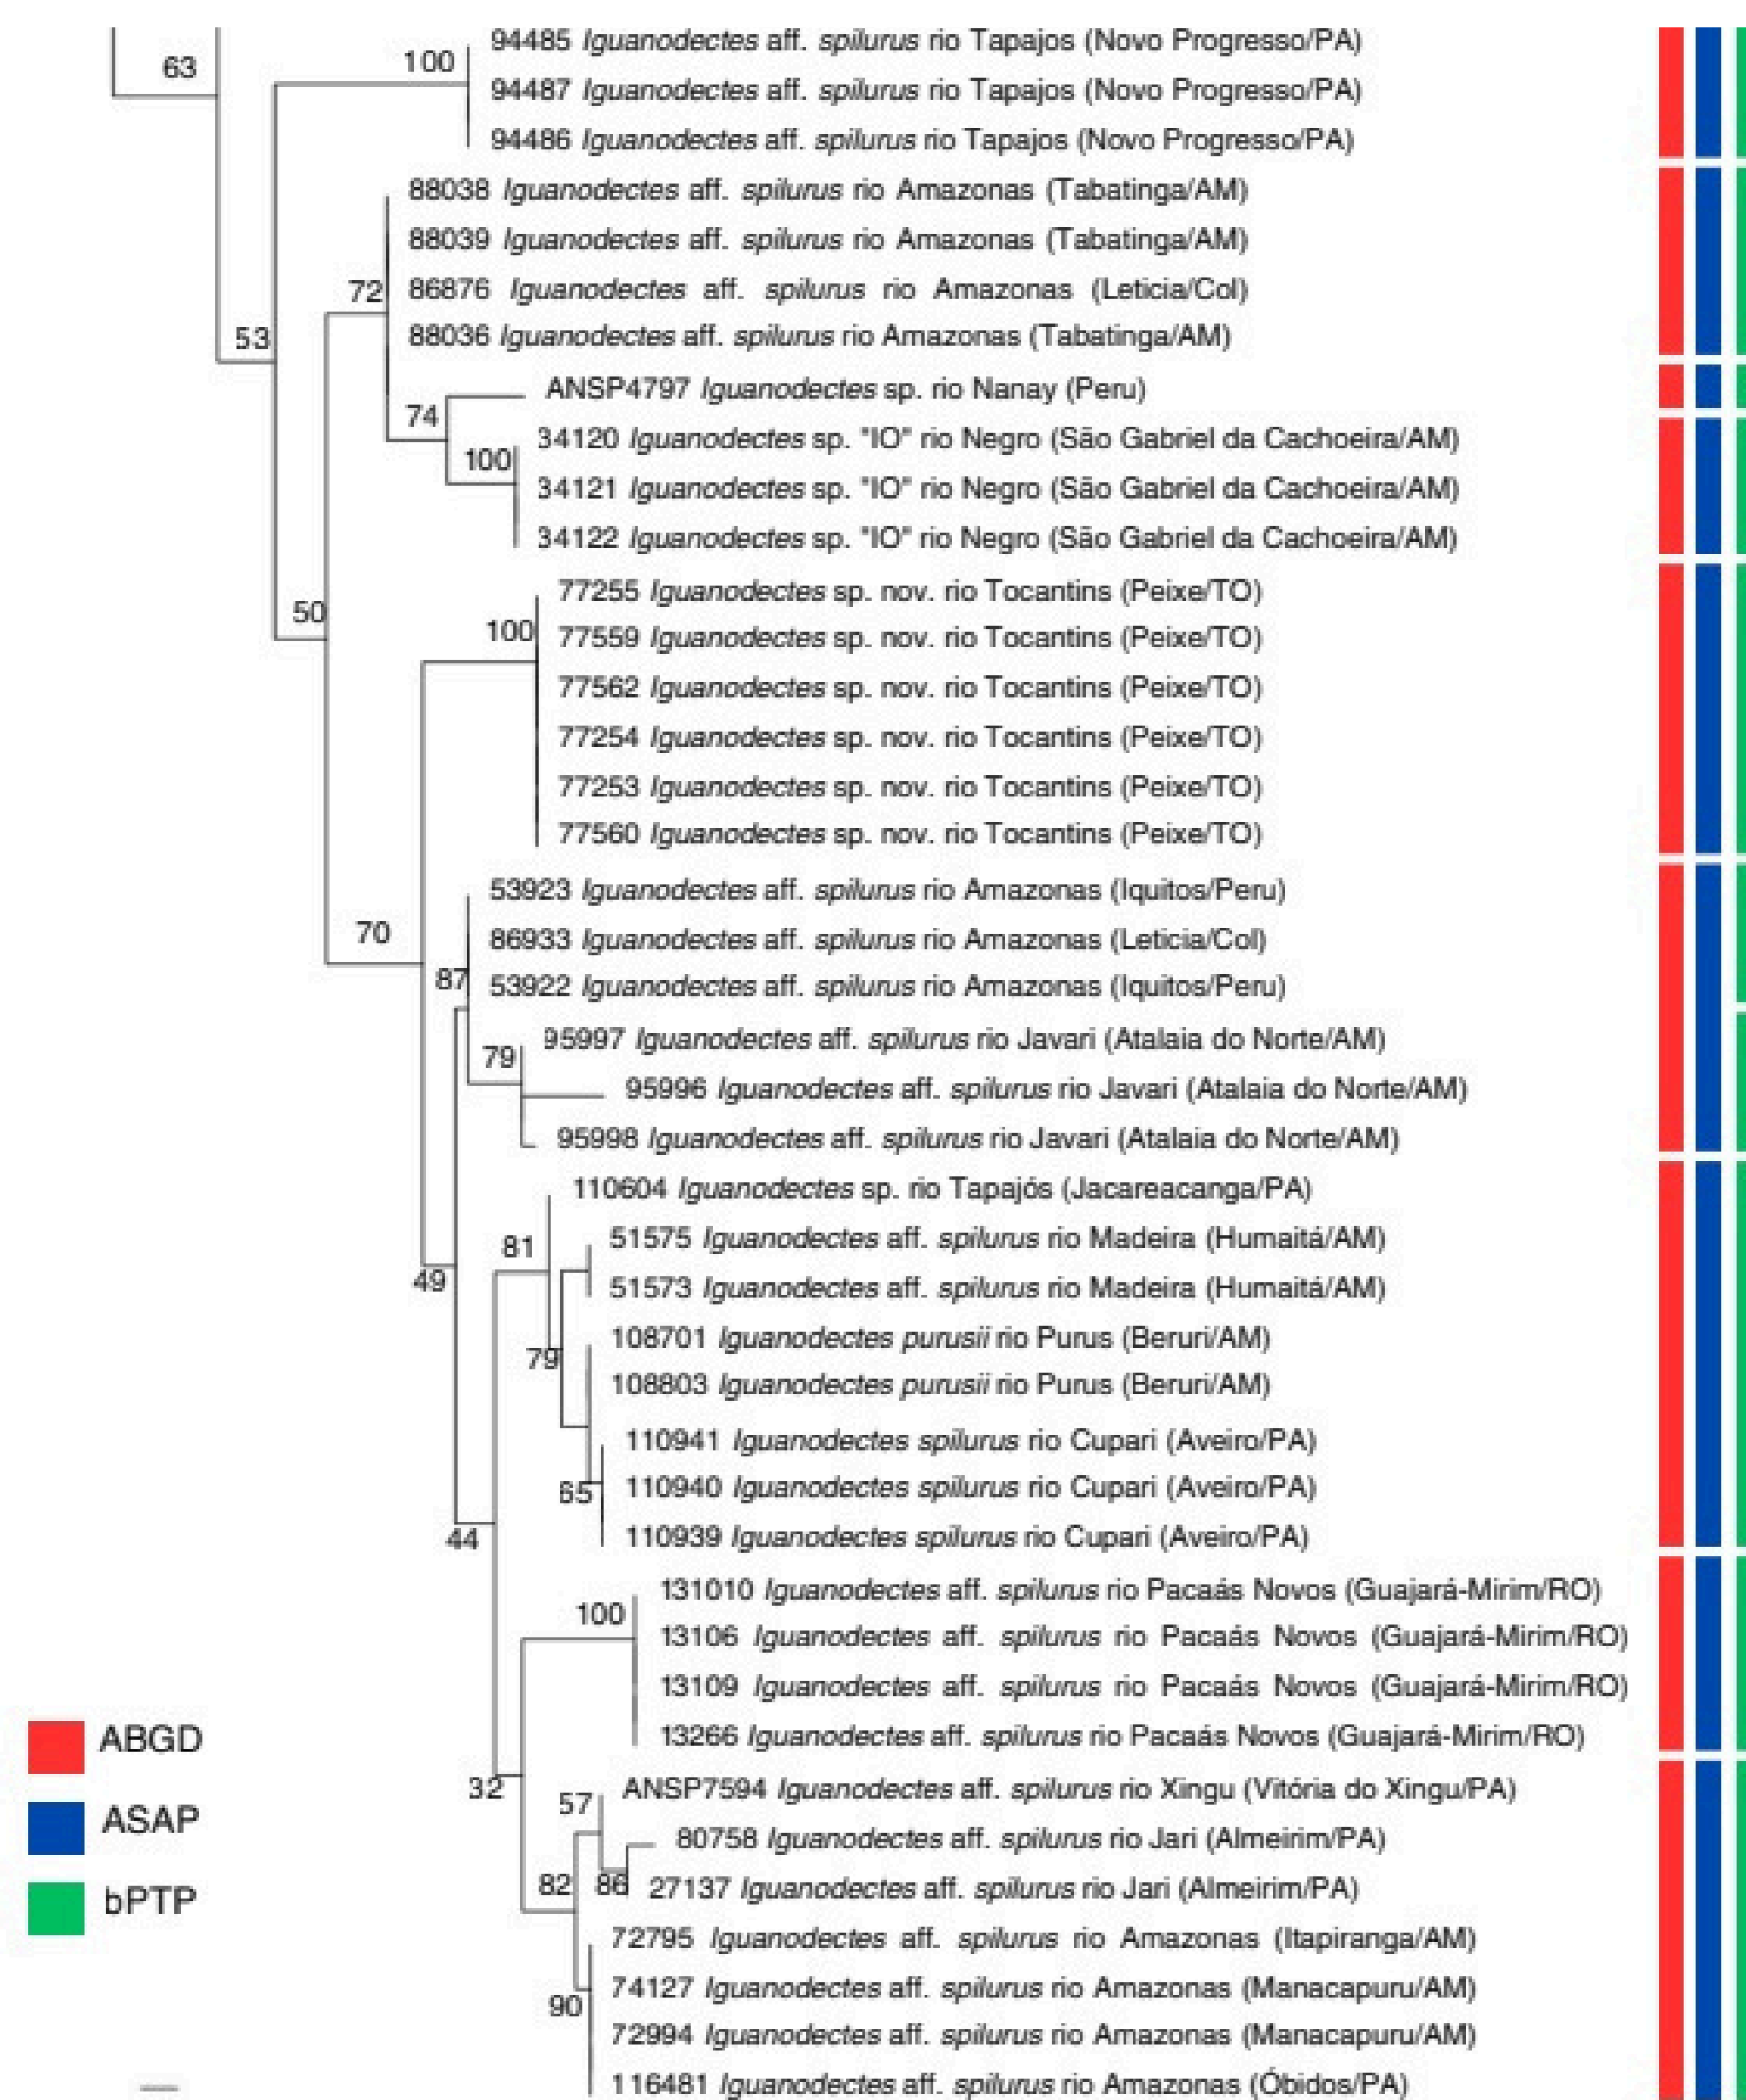 94485 Iguanodectes aff. spilurus rio Tapajos (Novo Progresso/PA)
63
100
94487 Iguanodectes aff. spilurus rio Tapajos (Novo Progresso/PA)
94486 Iguanodectes aff. spilurus rio Tapajos (Novo Progresso/PA)
88038 Iguanodectes aff. spilurus rio Amazonas (Tabatinga/AM)
88039 Iguanodectes aff. spilurus rio Amazonas (Tabatinga/AM)
72
86876 Iguanodectes aff. spilurus rio Amazonas (Leticia/Col)
53
88036 Iguanodectes aff. spilurus rio Amazonas (Tabatinga/AM)
ANSP4797 Iguanodectes sp. rio Nanay (Peru)
74
34120 Iguanodectes sp. "IO" rio Negro (São Gabriel da Cachoeira/AM)
100
34121 Iguanodectes sp. "IO" rio Negro (São Gabriel da Cachoeira/AM)
34122 Iguanodectes sp. "IO" rio Negro (São Gabriel da Cachoeira/AM)
77255 Iguanodectes sp. nov. rio Tocantins (Peixe/TO)
50
100
77559 Iguanodectes sp. nov. rio Tocantins (Peixe/TO)
77562 Iguanodectes sp. nov. rio Tocantins (Peixe/TO)
77254 Iguanodectes sp. nov. rio Tocantins (Peixe/TO)
77253 Iguanodectes sp. nov. rio Tocantins (Peixe/TO)
77560 Iguanodectes sp. nov. rio Tocantins (Peixe/TO)
53923 Iguanodectes aff. spilurus rio Amazonas (Iquitos/Peru)
70
86933 Iguanodectes aff. spilurus rio Amazonas (Leticia/Col)
87
53922 Iguanodectes aff. spilurus rio Amazonas (Iquitos/Peru)
95997 Iguanodectes aff. spilurus rio Javari (Atalaia do Norte/AM)
79
95996 Iguanodectes aff. spilurus rio Javari (Atalaia do Norte/AM)
95998 Iguanodectes aff. spilurus rio Javari (Atalaia do Norte/AM)
110604 Iguanodectes sp. rio Tapajós (Jacareacanga/PA)
81
51575 Iguanodectes aff. spilurus rio Madeira (Humaitá/AM)
49
51573 Iguanodectes aff. spilurus rio Madeira (Humaitá/AM)
108701 Iguanodectes purusii rio Purus (Beruri/AM)
79
108803 Iguanodectes purusii rio Purus (Beruri/AM)
110941 Iguanodectes spilurus rio Cupari (Aveiro/PA)
65
110940 Iguanodectes spilurus rio Cupari (Aveiro/PA)
44
110939 Iguanodectes spilurus rio Cupari (Aveiro/PA)
131010 Iguanodectes aff. spilurus rio Pacaás Novos (Guajará-Mirim/RO)
100
13106 Iguanodectes aff. spilurus rio Pacaás Novos (Guajará-Mirim/RO)
13109 Iguanodectes aff. spilurus rio Pacaás Novos (Guajará-Mirim/RO)
13266 Iguanodectes aff. spilurus rio Pacaás Novos (Guajará-Mirim/RO)
32
ANSP7594 Iguanodectes aff. spilurus rio Xingu (Vitória do Xingu/PA)
57
80758 Iguanodectes aff. spilurus rio Jari (Almeirim/PA)
82
86
27137 Iguanodectes aff. spilurus rio Jari (Almeirim/PA)
72795 Iguanodectes aff. spilurus rio Amazonas (Itapiranga/AM)
74127 Iguanodectes aff. spilurus rio Amazonas (Manacapuru/AM)
90
72994 Iguanodectes aff. spilurus rio Amazonas (Manacapuru/AM)
116481 Iguanodectes aff. spilurus rio Amazonas (Óbidos/PA)
ABGD
ASAP
bPTP